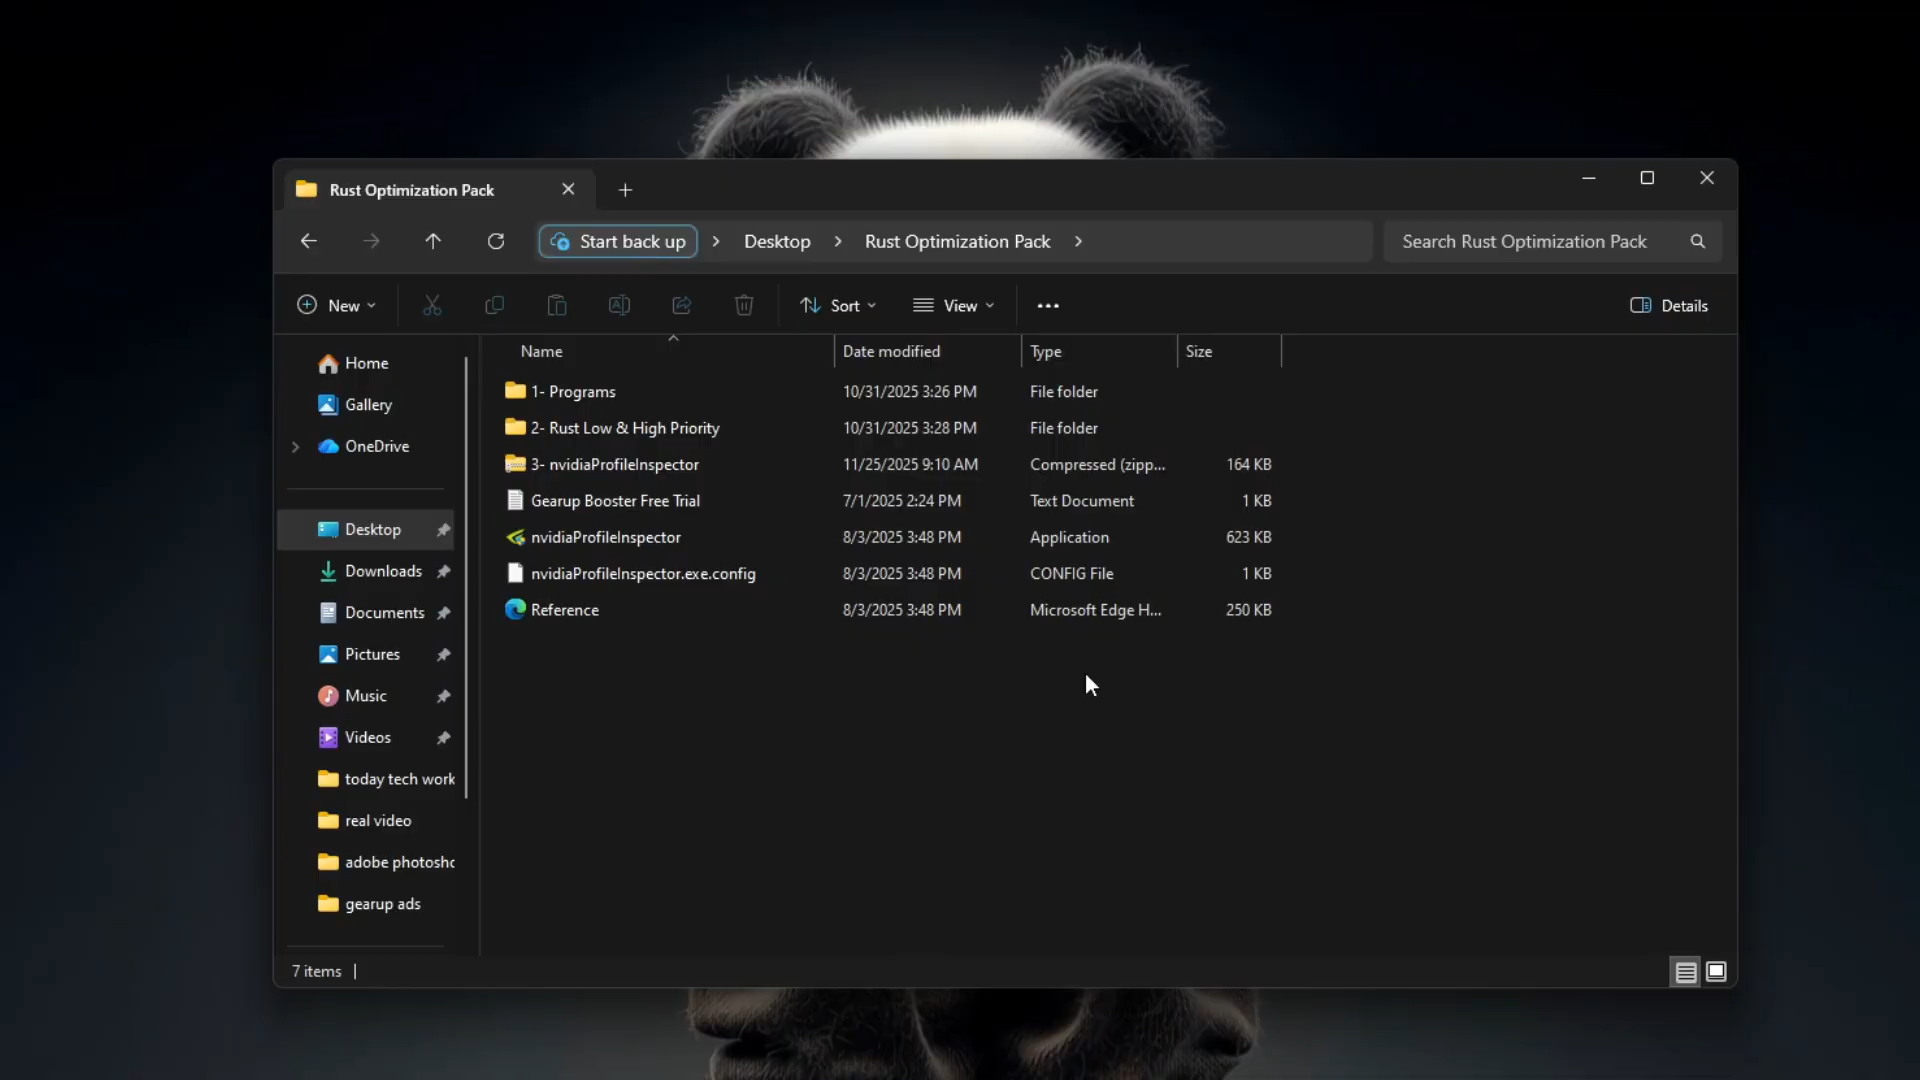 Rust Optimization Pack
Start back up > Desktop > Rust Optimization Pack >
Search Rust Optimization Pack
New
Sort
View
Details
Name Date modified Type Size
Home
Gallery
OneDrive
Desktop
Downloads
Documents
Pictures
Music
Videos
today tech work
real video
adobe photosho
gearup ads
1- Programs 10/31/2025 3:26 PM File folder
2- Rust Low & High Priority 10/31/2025 3:28 PM File folder
3- nvidiaProfileInspector 11/25/2025 9:10 AM Compressed (zipp... 164 KB
Gearup Booster Free Trial 7/1/2025 2:24 PM Text Document 1 KB
nvidiaProfileInspector 8/3/2025 3:48 PM Application 623 KB
nvidiaProfileInspector.exe.config 8/3/2025 3:48 PM CONFIG File 1 KB
Reference 8/3/2025 3:48 PM Microsoft Edge H... 250 KB
7 items